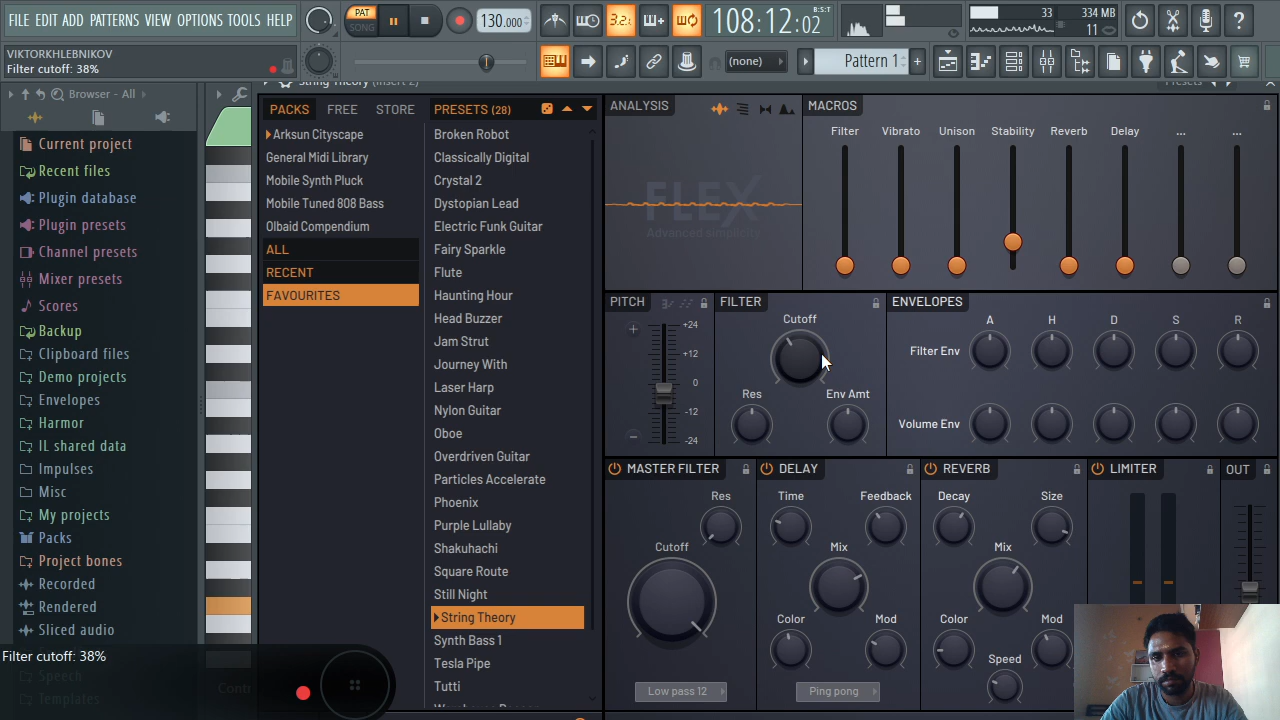 FILE EDIT ADD PATTERNS VIEW OPTIONS TOOLS HELP
PAT
SONG
130.000
3.2.
108:12:02
B:S:T
33
334 MB
11
VIKTORKHLEBNIKOV
Filter cutoff: 38%
(none)
Pattern 1
Browser - All
Presets
Current project
Recent files
Plugin database
Plugin presets
Channel presets
Mixer presets
Scores
Backup
Clipboard files
Demo projects
Envelopes
Harmor
IL shared data
Impulses
Misc
My projects
Packs
Project bones
Recorded
Rendered
Sliced audio
Speech
Templates
Filter cutoff: 38%
PACKS
FREE
STORE
Arksun Cityscape
General Midi Library
Mobile Synth Pluck
Mobile Tuned 808 Bass
Olbaid Compendium
ALL
RECENT
FAVOURITES
PRESETS (28)
Broken Robot
Classically Digital
Crystal 2
Dystopian Lead
Electric Funk Guitar
Fairy Sparkle
Flute
Haunting Hour
Head Buzzer
Jam Strut
Journey With
Laser Harp
Nylon Guitar
Oboe
Overdriven Guitar
Particles Accelerate
Phoenix
Purple Lullaby
Shakuhachi
Square Route
Still Night
String Theory
Synth Bass 1
Tesla Pipe
Tutti
ANALYSIS
FLEX
Advanced simplicity
MACROS
Filter
Vibrato
Unison
Stability
Reverb
Delay
...
...
PITCH
+24
+12
0
-12
-24
FILTER
Cutoff
Res
Env Amt
ENVELOPES
A
H
D
S
R
Filter Env
Volume Env
MASTER FILTER
Res
Cutoff
Low pass 12
DELAY
Time
Feedback
Mix
Color
Mod
Ping pong
REVERB
Decay
Size
Mix
Color
Mod
Speed
LIMITER
OUT